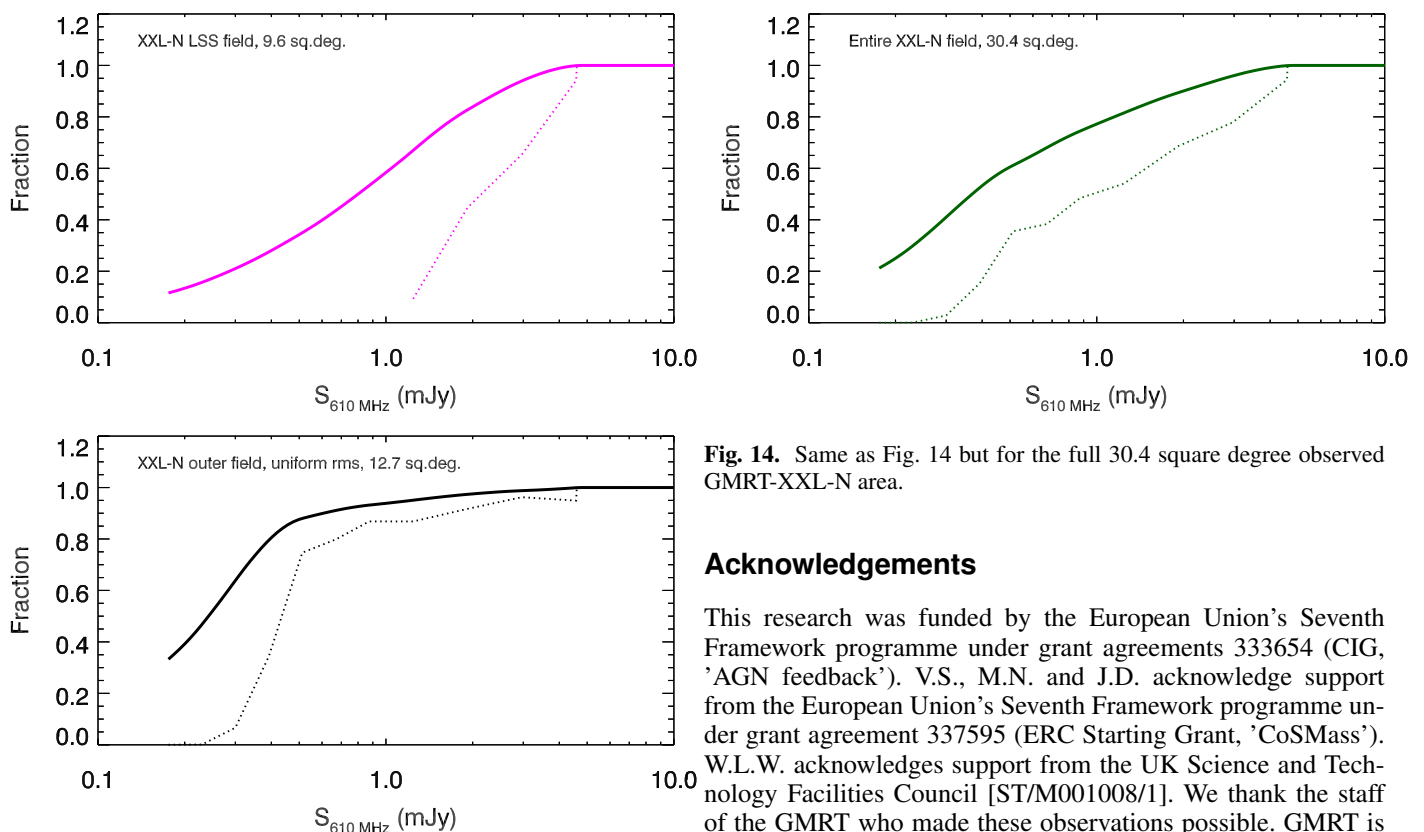 1.2
1.0
0.8
0.6
0.4
0.2
0.0
Fraction
XXL-N LSS field, 9.6 sq.deg.
0.1 1.0 10.0
S610 MHz (mJy)
1.2
1.0
0.8
0.6
0.4
0.2
0.0
Fraction
Entire XXL-N field, 30.4 sq.deg.
0.1 1.0 10.0
S610 MHz (mJy)
1.2
1.0
0.8
0.6
0.4
0.2
0.0
Fraction
XXL-N outer field, uniform rms, 12.7 sq.deg.
0.1 1.0 10.0
S610 MHz (mJy)
Fig. 14. Same as Fig. 14 but for the full 30.4 square degree observed
GMRT-XXL-N area.
Acknowledgements
This research was funded by the European Union's Seventh
Framework programme under grant agreements 333654 (CIG,
'AGN feedback'). V.S., M.N. and J.D. acknowledge support
from the European Union's Seventh Framework programme un-
der grant agreement 337595 (ERC Starting Grant, 'CoSMass').
W.L.W. acknowledges support from the UK Science and Tech-
nology Facilities Council [ST/M001008/1]. We thank the staff
of the GMRT who made these observations possible. GMRT is